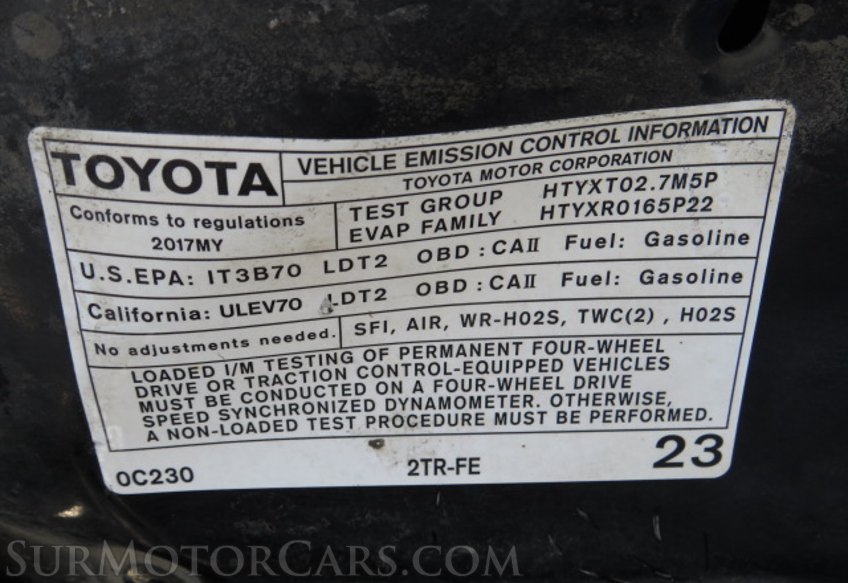 TOYOTA
VEHICLE EMISSION CONTROL INFORMATION
TOYOTA MOTOR CORPORATION
Conforms to regulations
2017MY
TEST GROUP HTYXT02.7M5P
EVAP FAMILY HTYXR0165P22
U.S.EPA: IT3B70 LDT2 OBD : CAII Fuel: Gasoline
California: ULEV70 LDT2 OBD : CAII Fuel: Gasoline
No adjustments needed.
SFI, AIR, WR-HO2S, TWC(2) , HO2S
LOADED I/M TESTING OF PERMANENT FOUR-WHEEL
DRIVE OR TRACTION CONTROL-EQUIPPED VEHICLES
MUST BE CONDUCTED ON A FOUR-WHEEL DRIVE
SPEED SYNCHRONIZED DYNAMOMETER. OTHERWISE,
A NON-LOADED TEST PROCEDURE MUST BE PERFORMED.
0C230 2TR-FE 23
SurMotorCars.com